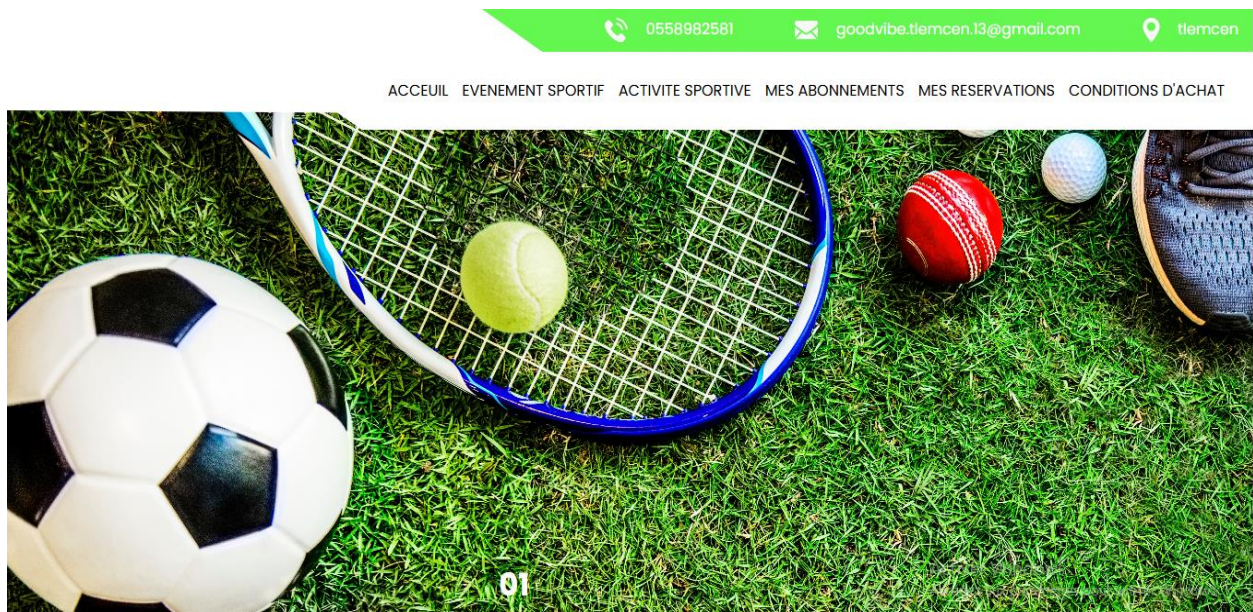 0558982581 goodvibe.tlemcen.13@gmail.com tlemcen
ACCEUIL EVENEMENT SPORTIF ACTIVITE SPORTIVE MES ABONNEMENTS MES RESERVATIONS CONDITIONS D'ACHAT
01